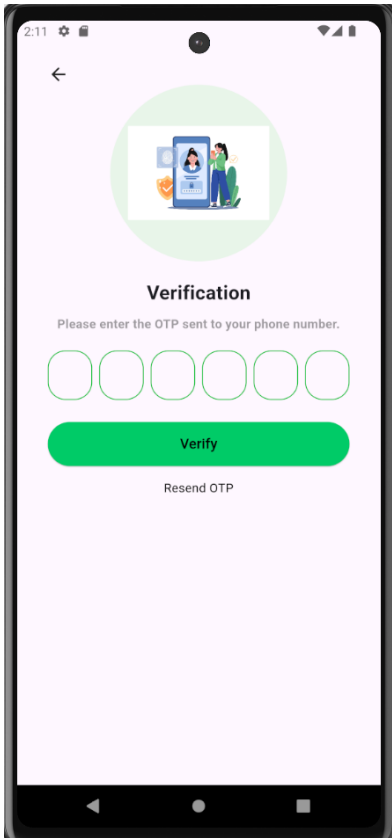 2:11
Verification
Please enter the OTP sent to your phone number.
Verify
Resend OTP